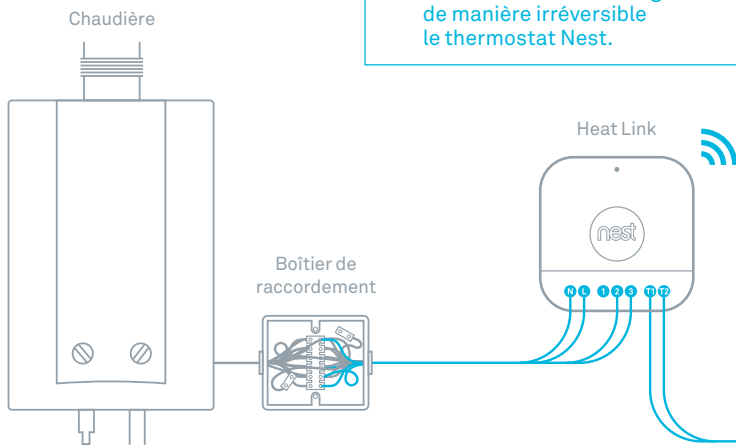 Chaudière
de manière irréversible
le thermostat Nest.
Heat Link
nest
N L 1 2 3 T1 T2
Boîtier de
raccordement